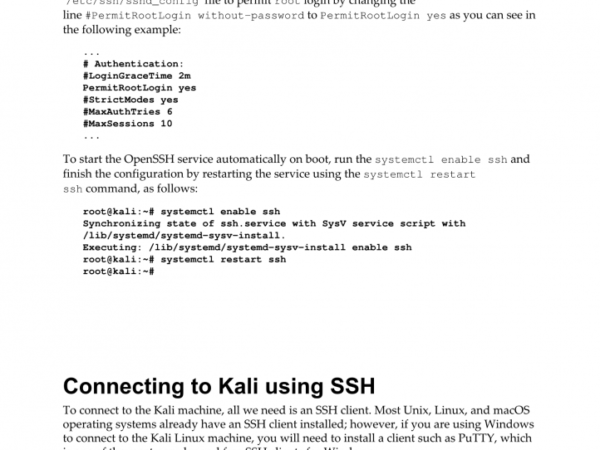 /etc/ssh/sshd_config file to permit root login by changing the
line #PermitRootLogin without-password to PermitRootLogin yes as you can see in
the following example:
...
# Authentication:
#LoginGraceTime 2m
PermitRootLogin yes
#StrictModes yes
#MaxAuthTries 6
#MaxSessions 10
...
To start the OpenSSH service automatically on boot, run the systemctl enable ssh and
finish the configuration by restarting the service using the systemctl restart
ssh command, as follows:
root@kali:~# systemctl enable ssh
Synchronizing state of ssh.service with SysV service script with
/lib/systemd/systemd-sysv-install.
Executing: /lib/systemd/systemd-sysv-install enable ssh
root@kali:~# systemctl restart ssh
root@kali:~#
Connecting to Kali using SSH
To connect to the Kali machine, all we need is an SSH client. Most Unix, Linux, and macOS
operating systems already have an SSH client installed; however, if you are using Windows
to connect to the Kali Linux machine, you will need to install a client such as PuTTY, which